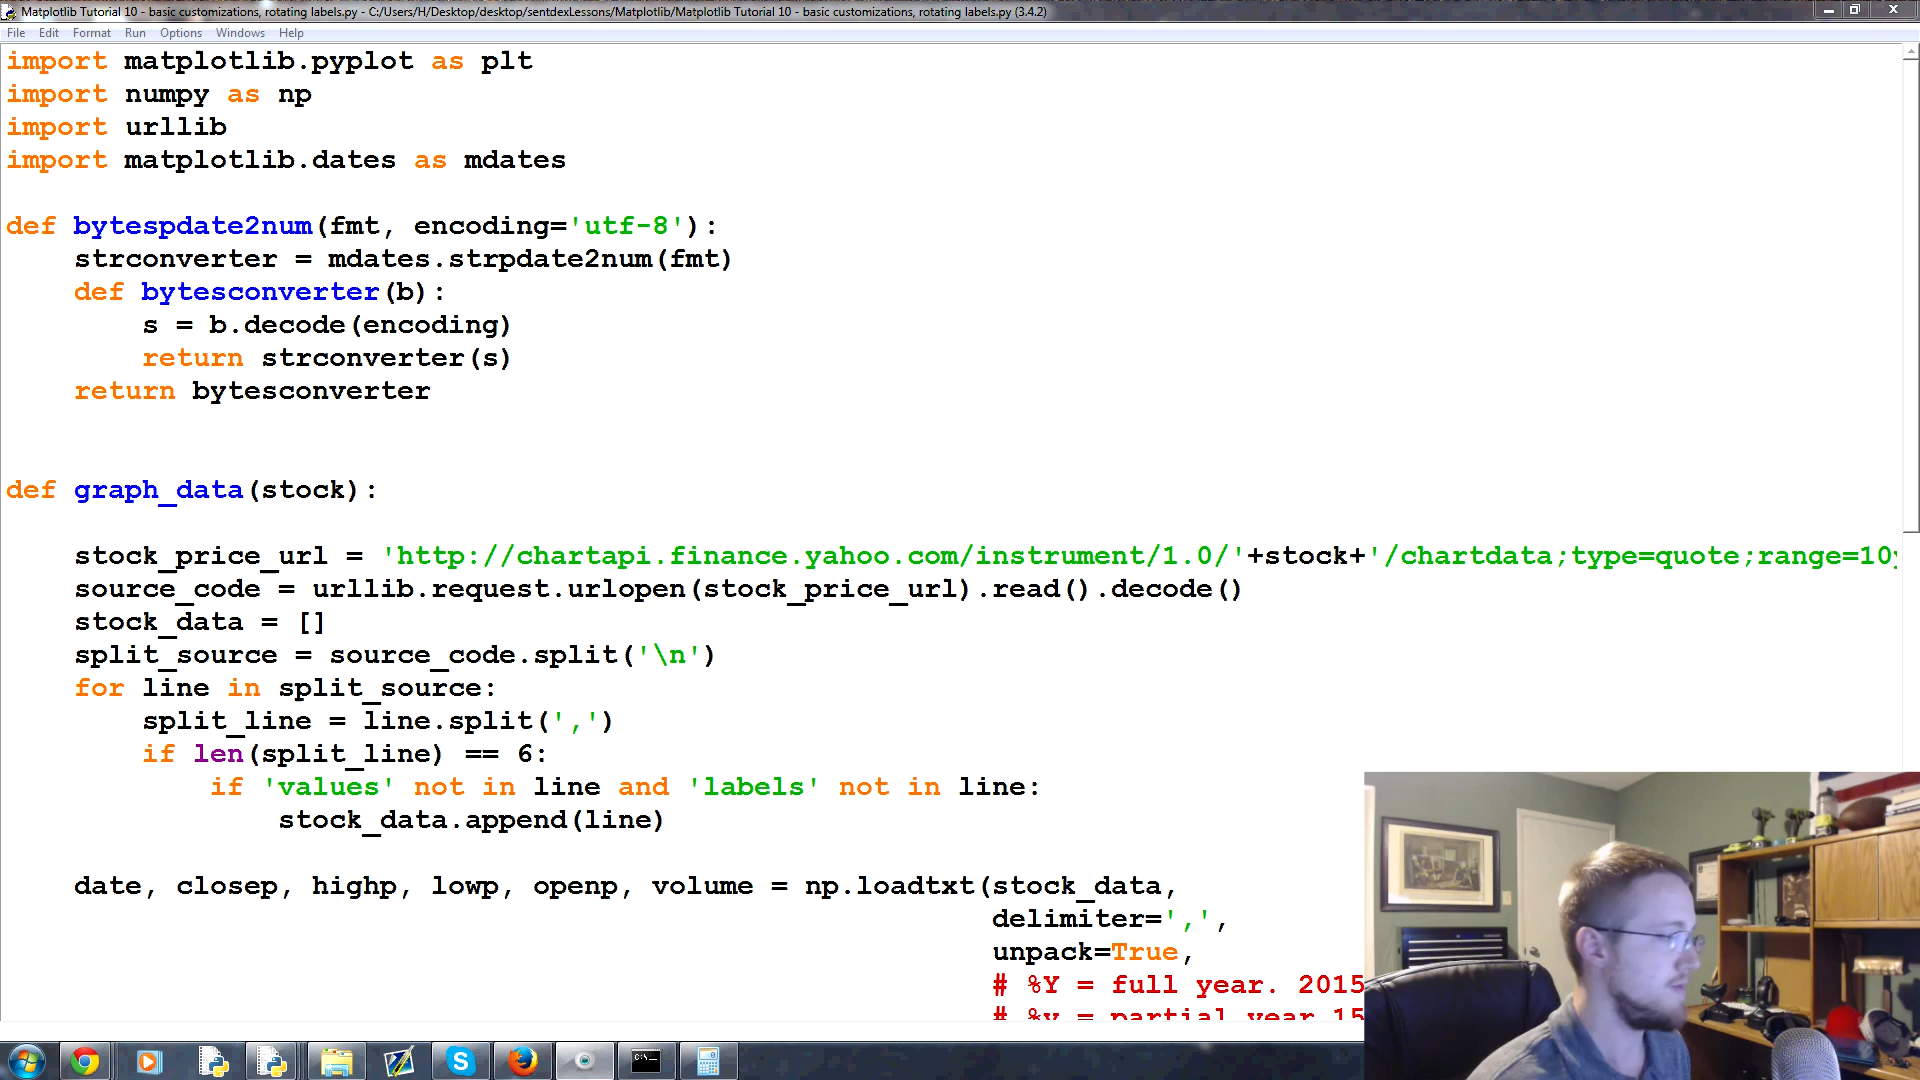 Matplotlib Tutorial 10 - basic customizations, rotating labels.py - C:/Users/H/Desktop/desktop/sentdexLessons/Matplotlib/Matplotlib Tutorial 10 - basic customizations, rotating labels.py (3.4.2)
File Edit Format Run Options Windows Help
import matplotlib.pyplot as plt
import numpy as np
import urllib
import matplotlib.dates as mdates
def bytespdate2num(fmt, encoding='utf-8'):
    strconverter = mdates.strpdate2num(fmt)
    def bytesconverter(b):
        s = b.decode(encoding)
        return strconverter(s)
    return bytesconverter
def graph_data(stock):
    stock_price_url = 'http://chartapi.finance.yahoo.com/instrument/1.0/'+stock+'/chartdata;type=quote;range=10y
    source_code = urllib.request.urlopen(stock_price_url).read().decode()
    stock_data = []
    split_source = source_code.split('\n')
    for line in split_source:
        split_line = line.split(',')
        if len(split_line) == 6:
            if 'values' not in line and 'labels' not in line:
                stock_data.append(line)
    date, closep, highp, lowp, openp, volume = np.loadtxt(stock_data,
                                                          delimiter=',',
                                                          unpack=True,
                                                          # %Y = full year. 2015
                                                          # %y = partial year 15